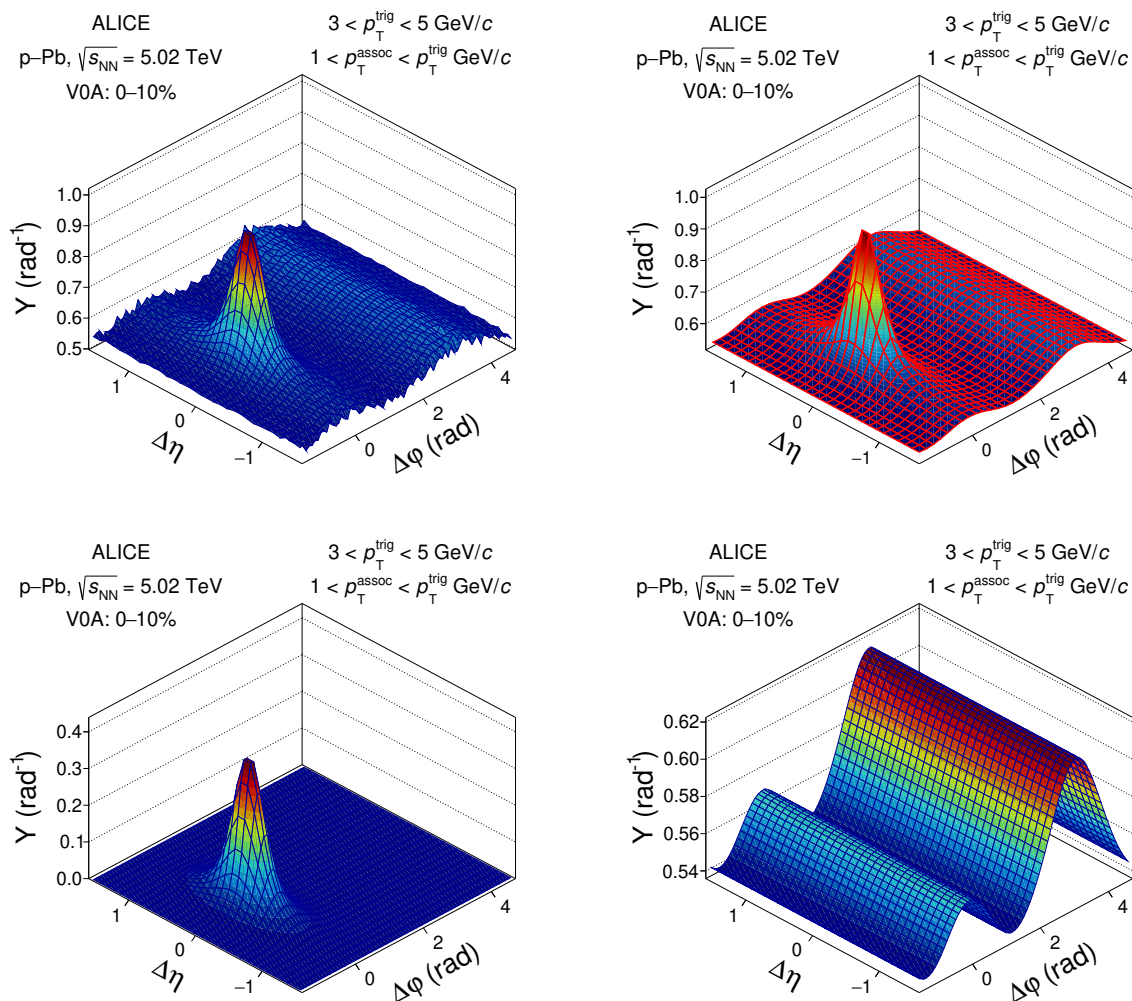 ALICE
3 < p_T^trig < 5 GeV/c
p–Pb, √s_NN = 5.02 TeV
1 < p_T^assoc < p_T^trig GeV/c
V0A: 0–10%
1.0
0.9
0.8
0.7
0.6
0.5
Y (rad⁻¹)
1
0
−1
Δη
0
2
4
Δφ (rad)
ALICE
3 < p_T^trig < 5 GeV/c
p–Pb, √s_NN = 5.02 TeV
1 < p_T^assoc < p_T^trig GeV/c
V0A: 0–10%
1.0
0.9
0.8
0.7
0.6
Y (rad⁻¹)
1
0
−1
Δη
0
2
4
Δφ (rad)
ALICE
3 < p_T^trig < 5 GeV/c
p–Pb, √s_NN = 5.02 TeV
1 < p_T^assoc < p_T^trig GeV/c
V0A: 0–10%
0.4
0.3
0.2
0.1
0.0
Y (rad⁻¹)
1
0
−1
Δη
0
2
4
Δφ (rad)
ALICE
3 < p_T^trig < 5 GeV/c
p–Pb, √s_NN = 5.02 TeV
1 < p_T^assoc < p_T^trig GeV/c
V0A: 0–10%
0.62
0.60
0.58
0.56
0.54
Y (rad⁻¹)
1
0
−1
Δη
0
2
4
Δφ (rad)